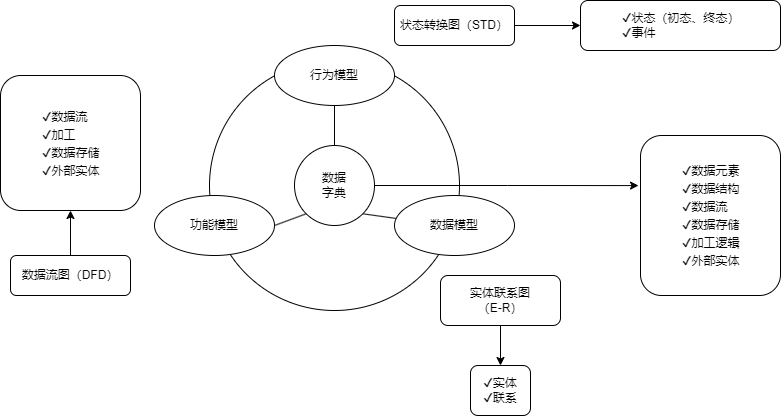 状态转换图（STD）
✓状态（初态、终态）
✓事件
行为模型
✓数据流
✓加工
✓数据存储
✓外部实体
数据
字典
✓数据元素
✓数据结构
✓数据流
✓数据存储
✓加工逻辑
✓外部实体
功能模型
数据模型
数据流图（DFD）
实体联系图
（E-R）
✓实体
✓联系